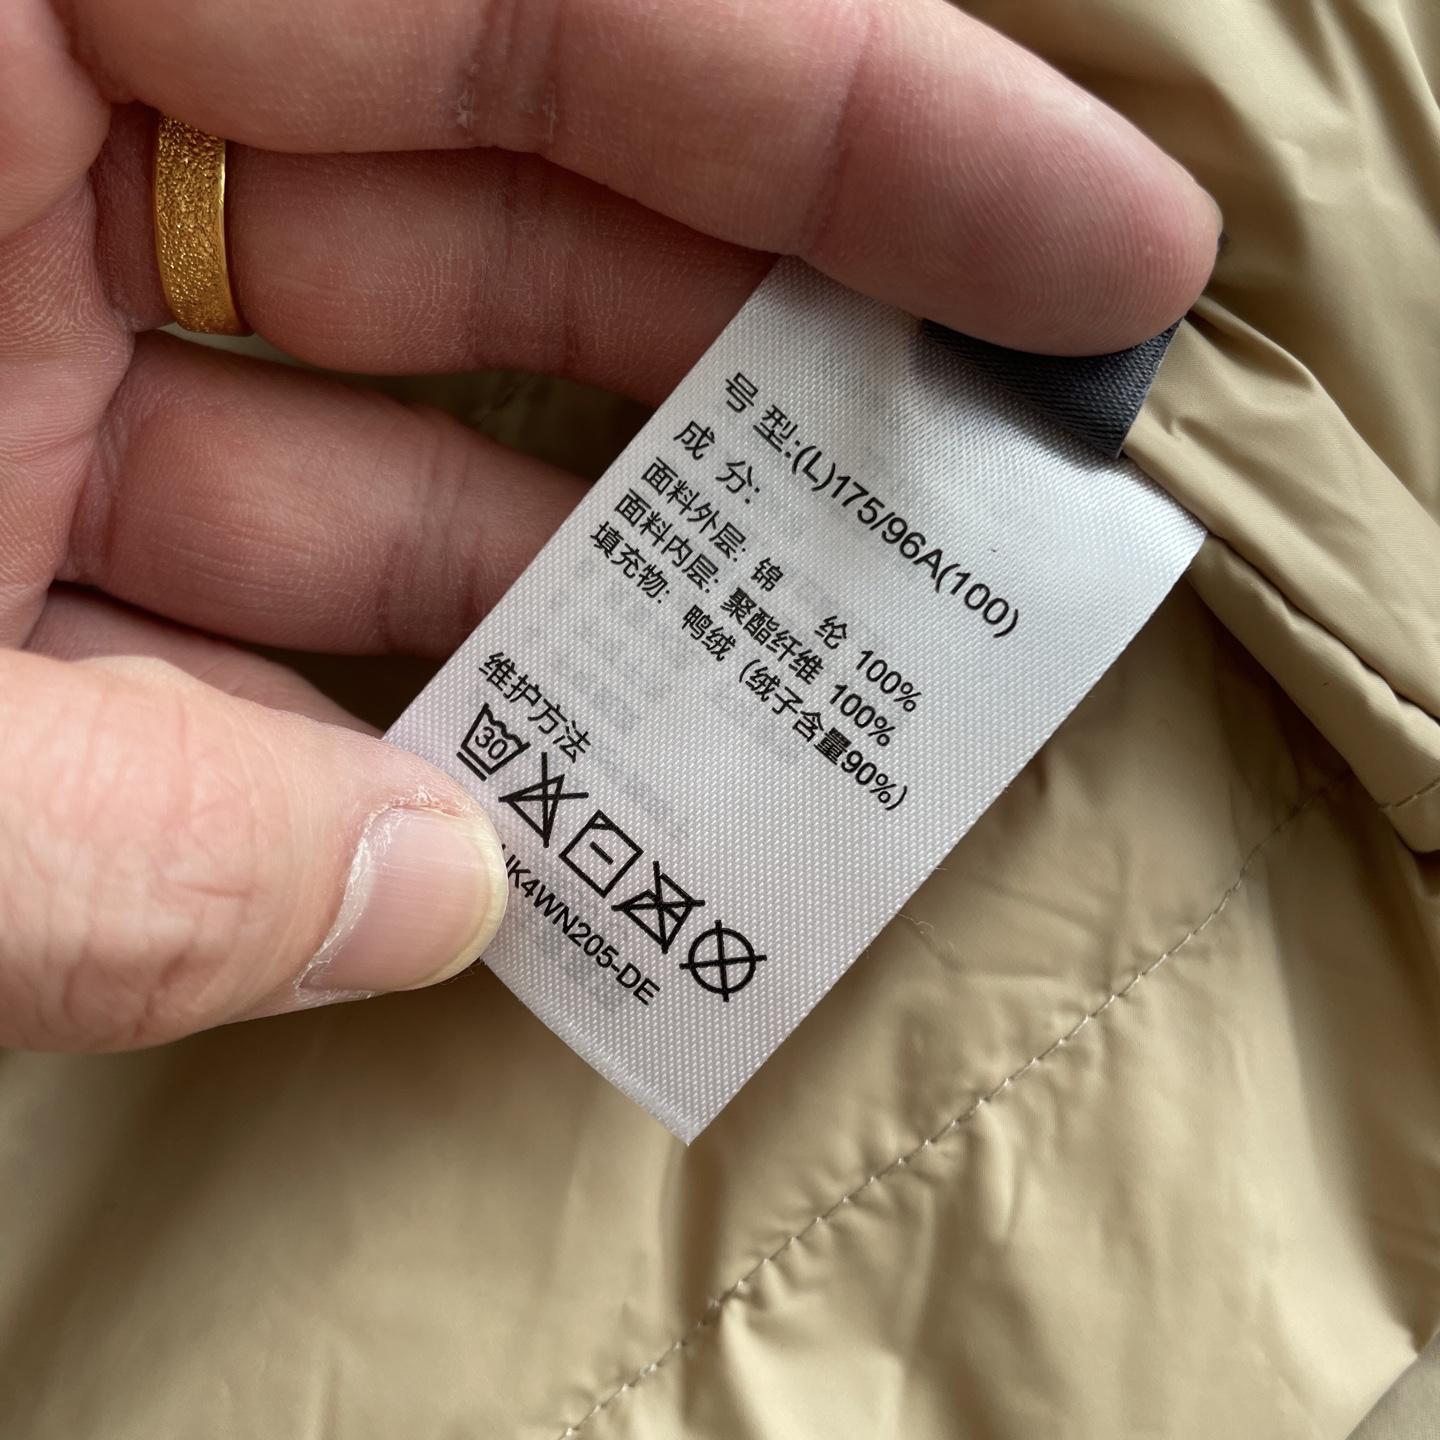 号型:(L)175/96A(100)
成分:
面料外层: 锦 纶 100%
面料内层: 聚酯纤维 100%
填充物: 鸭绒(绒子含量90%)
维护方法
30
K4WN205-DE